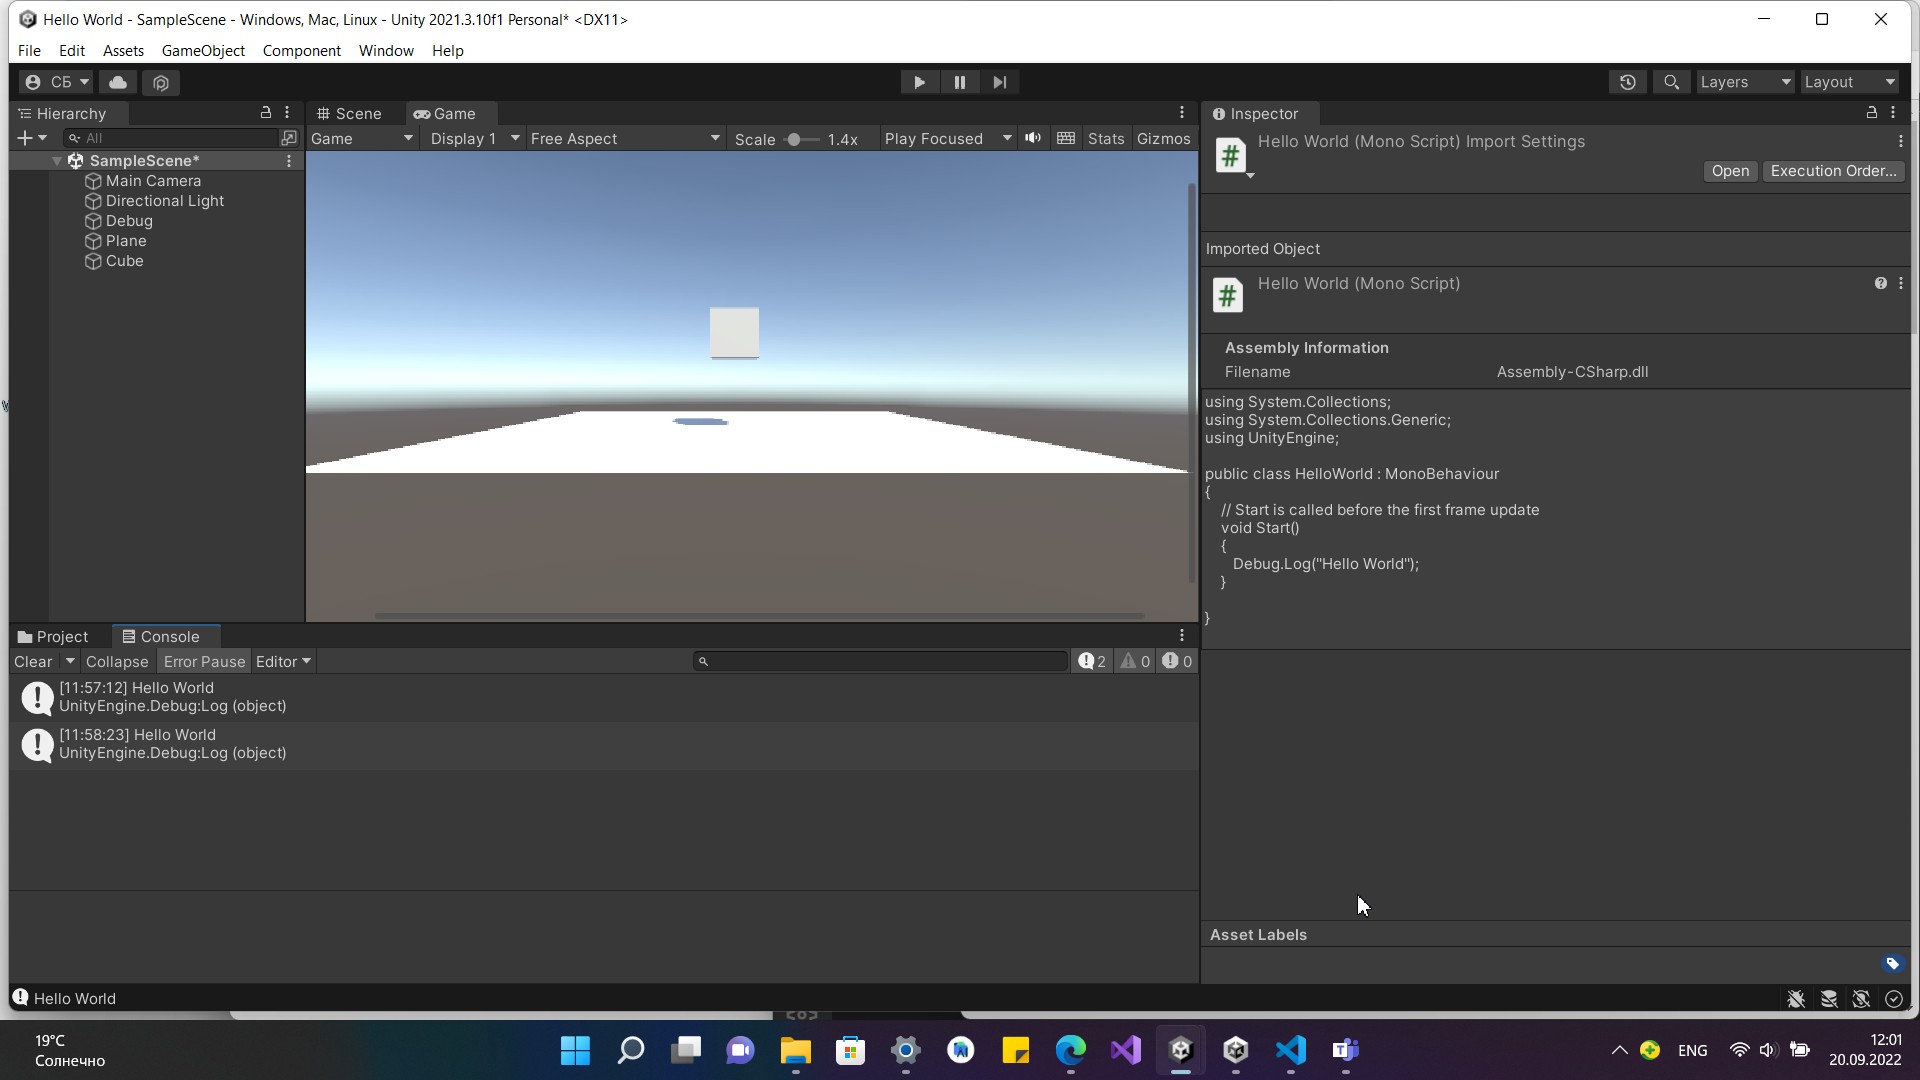 Hello World - SampleScene - Windows, Mac, Linux - Unity 2021.3.10f1 Personal* <DX11>
File Edit Assets GameObject Component Window Help
СБ
Layers Layout
Hierarchy
All
SampleScene*
Main Camera
Directional Light
Debug
Plane
Cube
Scene Game
Game Display 1 Free Aspect Scale 1.4x Play Focused Stats Gizmos
Inspector
Hello World (Mono Script) Import Settings
Open Execution Order...
Imported Object
Hello World (Mono Script)
Assembly Information
Filename Assembly-CSharp.dll
using System.Collections;
using System.Collections.Generic;
using UnityEngine;
public class HelloWorld : MonoBehaviour
{
// Start is called before the first frame update
void Start()
{
Debug.Log("Hello World");
}
}
Asset Labels
Project Console
Clear Collapse Error Pause Editor
2 0 0
[11:57:12] Hello World
UnityEngine.Debug:Log (object)
[11:58:23] Hello World
UnityEngine.Debug:Log (object)
Hello World
19°C
Солнечно
ENG
12:01
20.09.2022